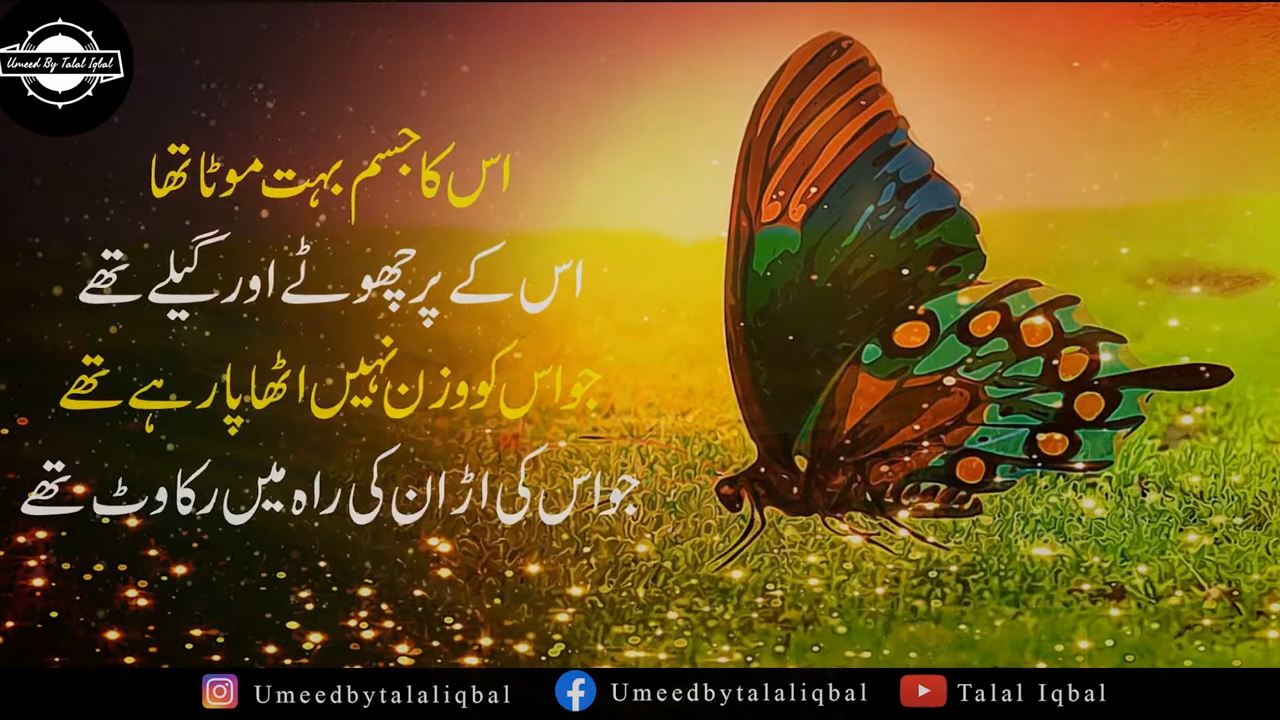 Umeed By Talal Iqbal
اس کا جسم بہت موٹا تھا
اس کے پر چھوٹے اور گیلے تھے
جو اس کو وزن نہیں اٹھا پا رہے تھے
جو اس کی اڑان کی راہ میں رکاوٹ تھے
Umeedbytalaliqbal Umeedbytalaliqbal Talal Iqbal